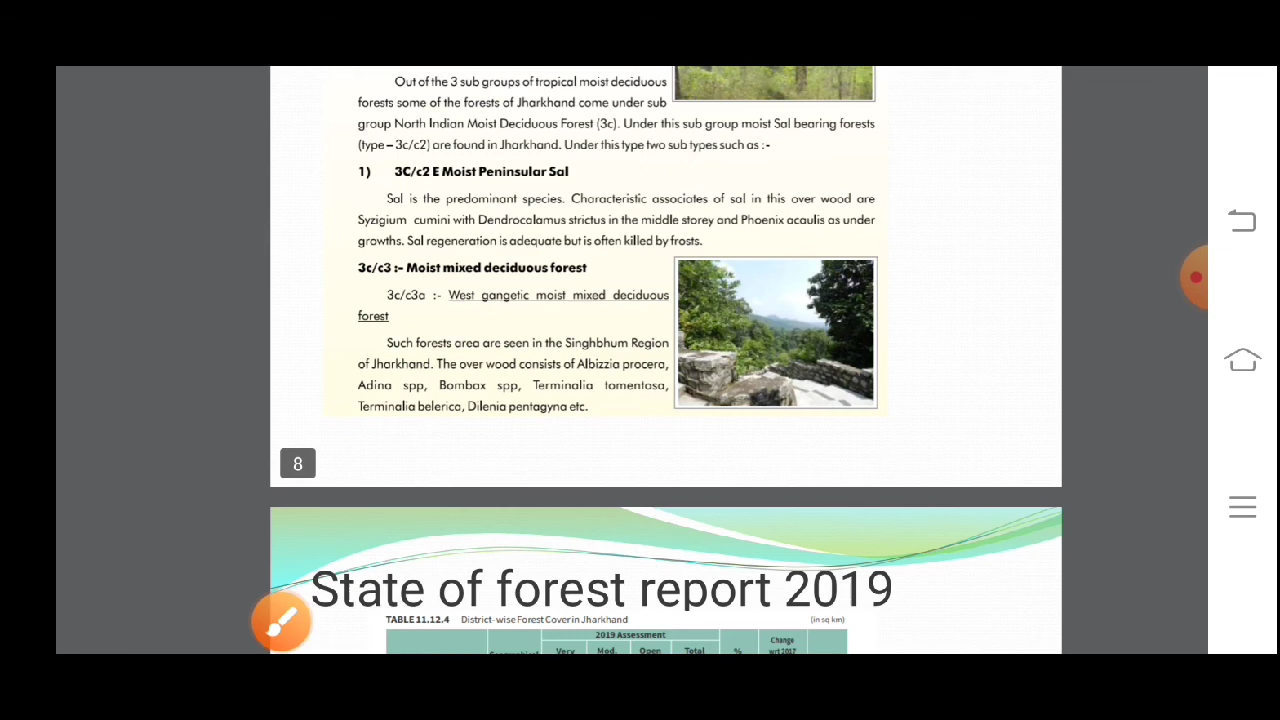 Out of the 3 sub groups of tropical moist deciduous
forests some of the forests of Jharkhand come under sub
group North Indian Moist Deciduous Forest (3c). Under this sub group moist Sal bearing forests
(type – 3c/c2) are found in Jharkhand. Under this type two sub types such as :-
1) 3C/c2 E Moist Peninsular Sal
Sal is the predominant species. Characteristic associates of sal in this over wood are
Syzigium cumini with Dendrocalamus strictus in the middle storey and Phoenix acaulis as under
growths. Sal regeneration is adequate but is often killed by frosts.
3c/c3 :- Moist mixed deciduous forest
3c/c3a :- West gangetic moist mixed deciduous
forest
Such forests area are seen in the Singhbhum Region
of Jharkhand. The over wood consists of Albizzia procera,
Adina spp, Bombax spp, Terminalia tomentosa,
Terminalia belerica, Dilenia pentagyna etc.
8
State of forest report 2019
TABLE 11.12.4 District-wise Forest Cover in Jharkhand (in sq km)
2019 Assessment
Change
Very Mod. Open Total % wrt 2017